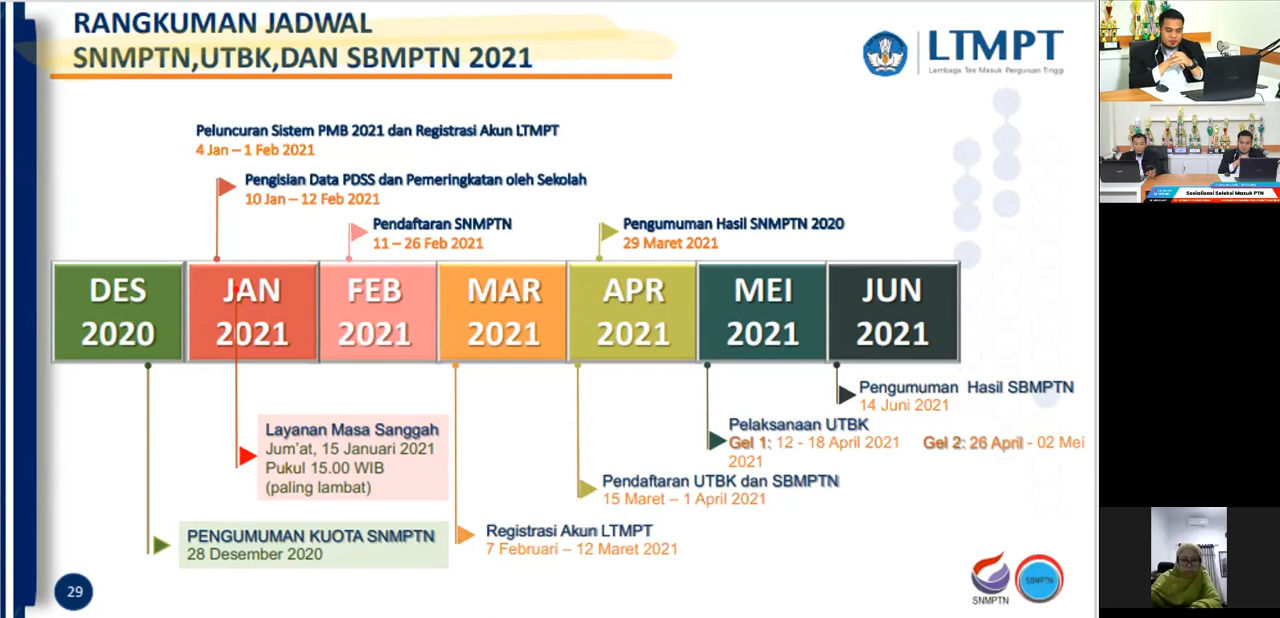 RANGKUMAN JADWAL
SNMPTN,UTBK,DAN SBMPTN 2021
LTMPT
Lembaga Tes Masuk Perguruan Tinggi
Peluncuran Sistem PMB 2021 dan Registrasi Akun LTMPT
4 Jan – 1 Feb 2021
Pengisian Data PDSS dan Pemeringkatan oleh Sekolah
10 Jan – 12 Feb 2021
Pendaftaran SNMPTN
11 – 26 Feb 2021
Pengumuman Hasil SNMPTN 2020
29 Maret 2021
DES
2020
JAN
2021
FEB
2021
MAR
2021
APR
2021
MEI
2021
JUN
2021
Pengumuman Hasil SBMPTN
14 Juni 2021
Pelaksanaan UTBK
Gel 1: 12 - 18 April 2021 Gel 2: 26 April - 02 Mei
2021
Layanan Masa Sanggah
Jum'at, 15 Januari 2021
Pukul 15.00 WIB
(paling lambat)
Pendaftaran UTBK dan SBMPTN
15 Maret – 1 April 2021
Registrasi Akun LTMPT
7 Februari – 12 Maret 2021
PENGUMUMAN KUOTA SNMPTN
28 Desember 2020
29
SNMPTN
SBMPTN
Sosialisasi Seleksi Masuk PTN